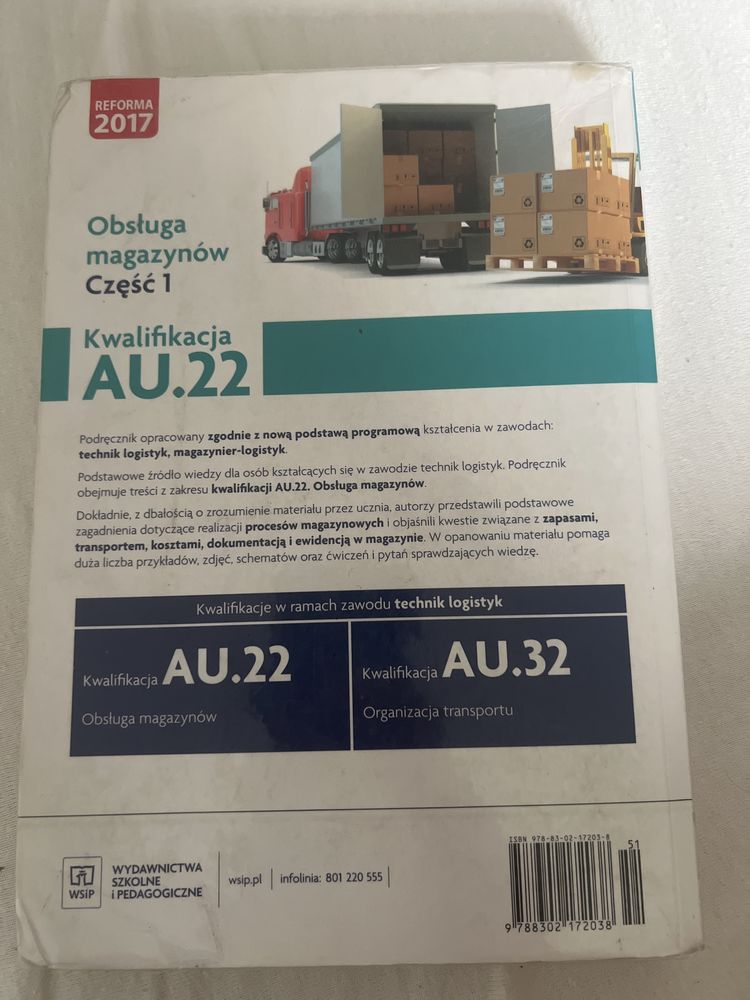 REFORMA
2017
Obsługa
magazynów
Część 1
Kwalifikacja
AU.22
Podręcznik opracowany zgodnie z nową podstawą programową kształcenia w zawodach:
technik logistyk, magazynier-logistyk.
Podstawowe źródło wiedzy dla osób kształcących się w zawodzie technik logistyk. Podręcznik
obejmuje treści z zakresu kwalifikacji AU.22. Obsługa magazynów.
Dokładnie, z dbałością o zrozumienie materiału przez ucznia, autorzy przedstawili podstawowe
zagadnienia dotyczące realizacji procesów magazynowych i objaśnili kwestie związane z zapasami,
transportem, kosztami, dokumentacją i ewidencją w magazynie. W opanowaniu materiału pomaga
duża liczba przykładów, zdjęć, schematów oraz ćwiczeń i pytań sprawdzających wiedzę.
Kwalifikacje w ramach zawodu technik logistyk
Kwalifikacja AU.22
Obsługa magazynów
Kwalifikacja AU.32
Organizacja transportu
WSiP
WYDAWNICTWA
SZKOLNE
i PEDAGOGICZNE
wsip.pl
infolinia: 801 220 555
ISBN 978-83-02-17203-8
51
9 788302 172038